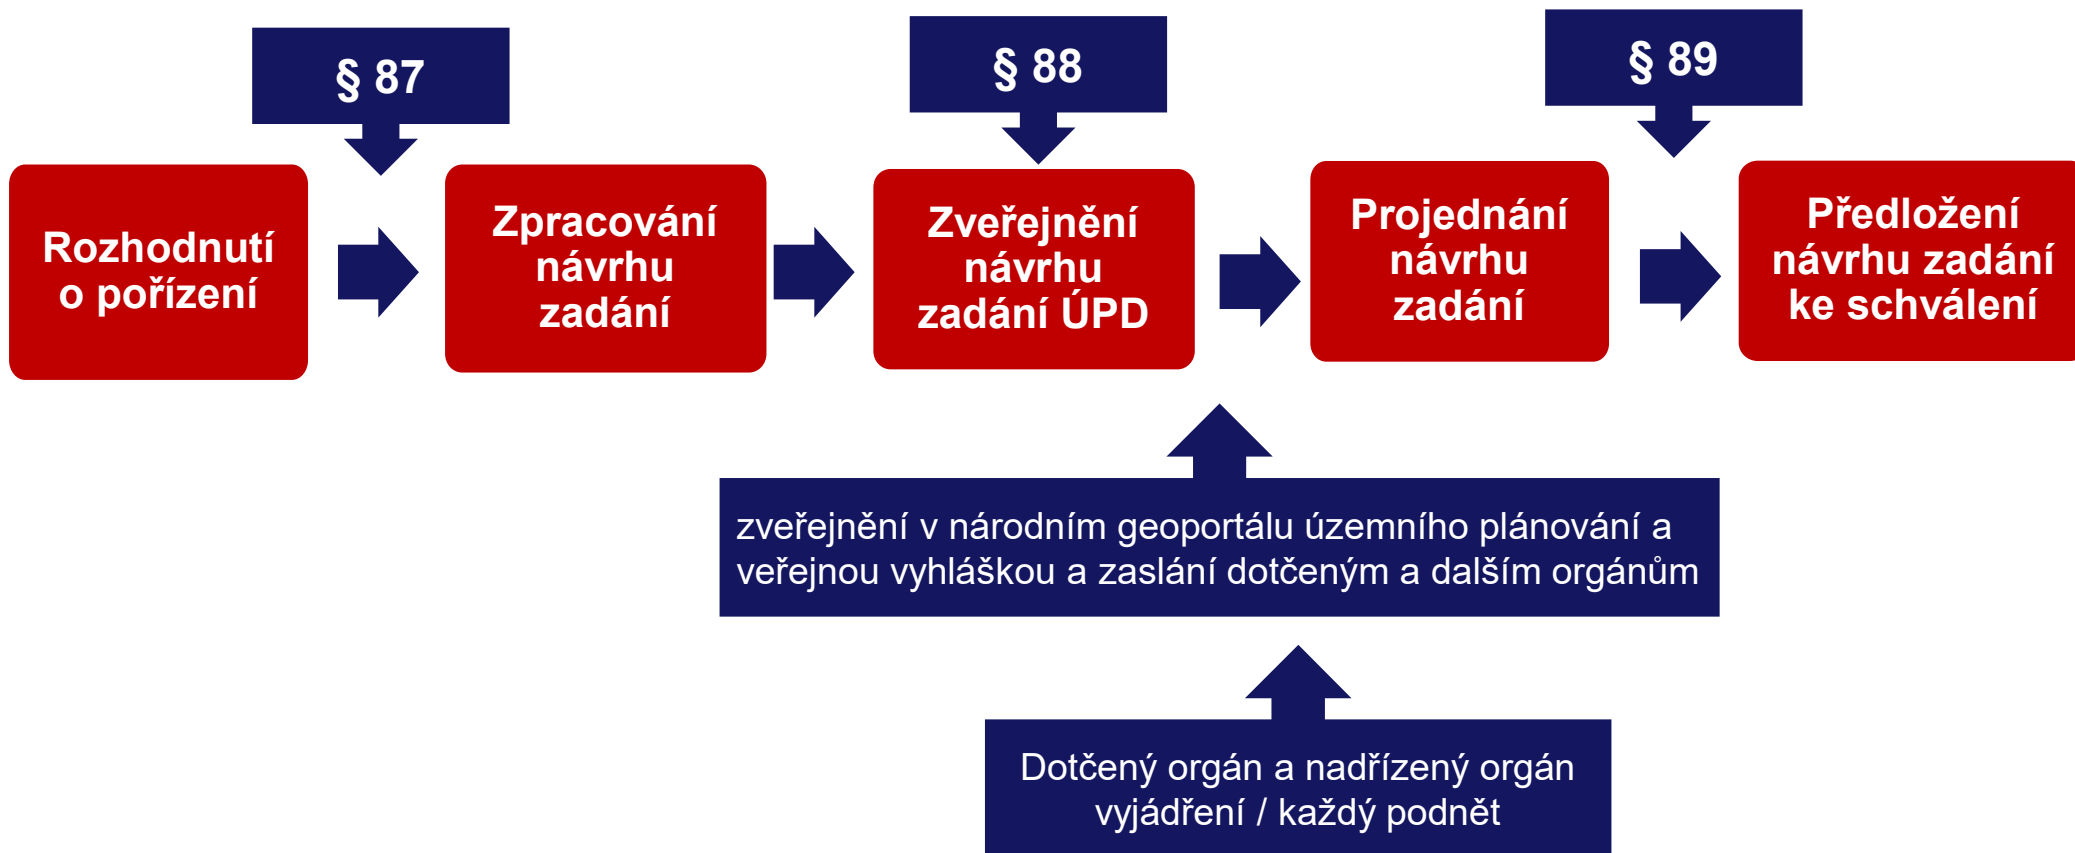 § 87
§ 88
§ 89
Rozhodnutí
o pořízení
Zpracování
návrhu
zadání
Zveřejnění
návrhu
zadání ÚPD
Projednání
návrhu
zadání
Předložení
návrhu zadání
ke schválení
zveřejnění v národním geoportálu územního plánování a
veřejnou vyhláškou a zaslání dotčeným a dalším orgánům
Dotčený orgán a nadřízený orgán
vyjádření / každý podnět